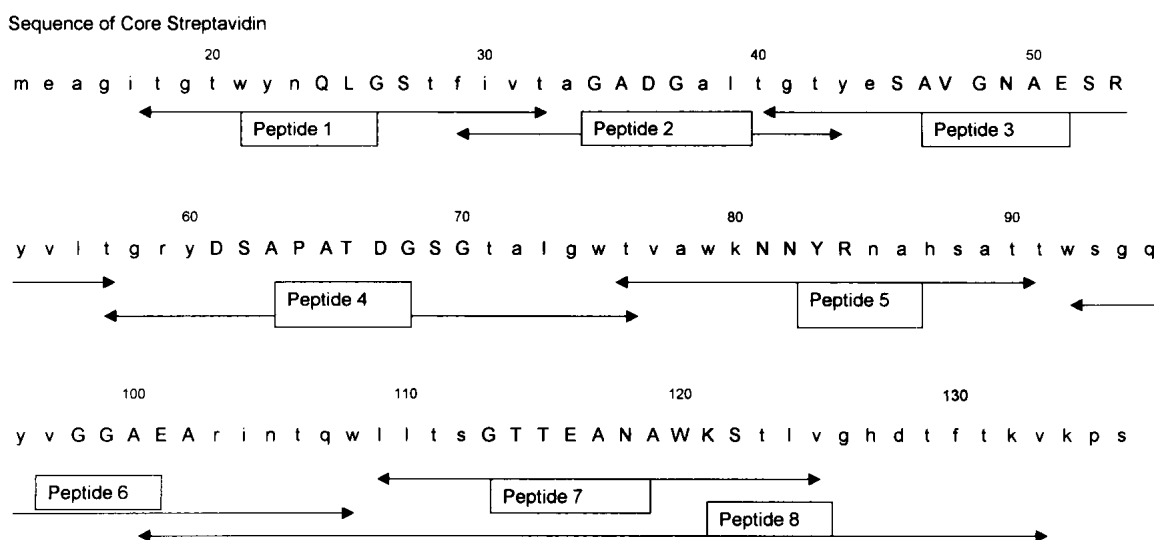 Sequence of Core Streptavidin
20 30 40 50
m e a g i t g t w y n Q L G S t f i v t a G A D G a l t g t y e S A V G N A E S R
Peptide 1 Peptide 2 Peptide 3
60 70 80 90
y v l t g r y D S A P A T D G S G t a l g w t v a w k N N Y R n a h s a t t w s g q
Peptide 4 Peptide 5
100 110 120 130
y v G G A E A r i n t q w l l t s G T T E A N A W K S t l v g h d t f t k v k p s
Peptide 6 Peptide 7
Peptide 8